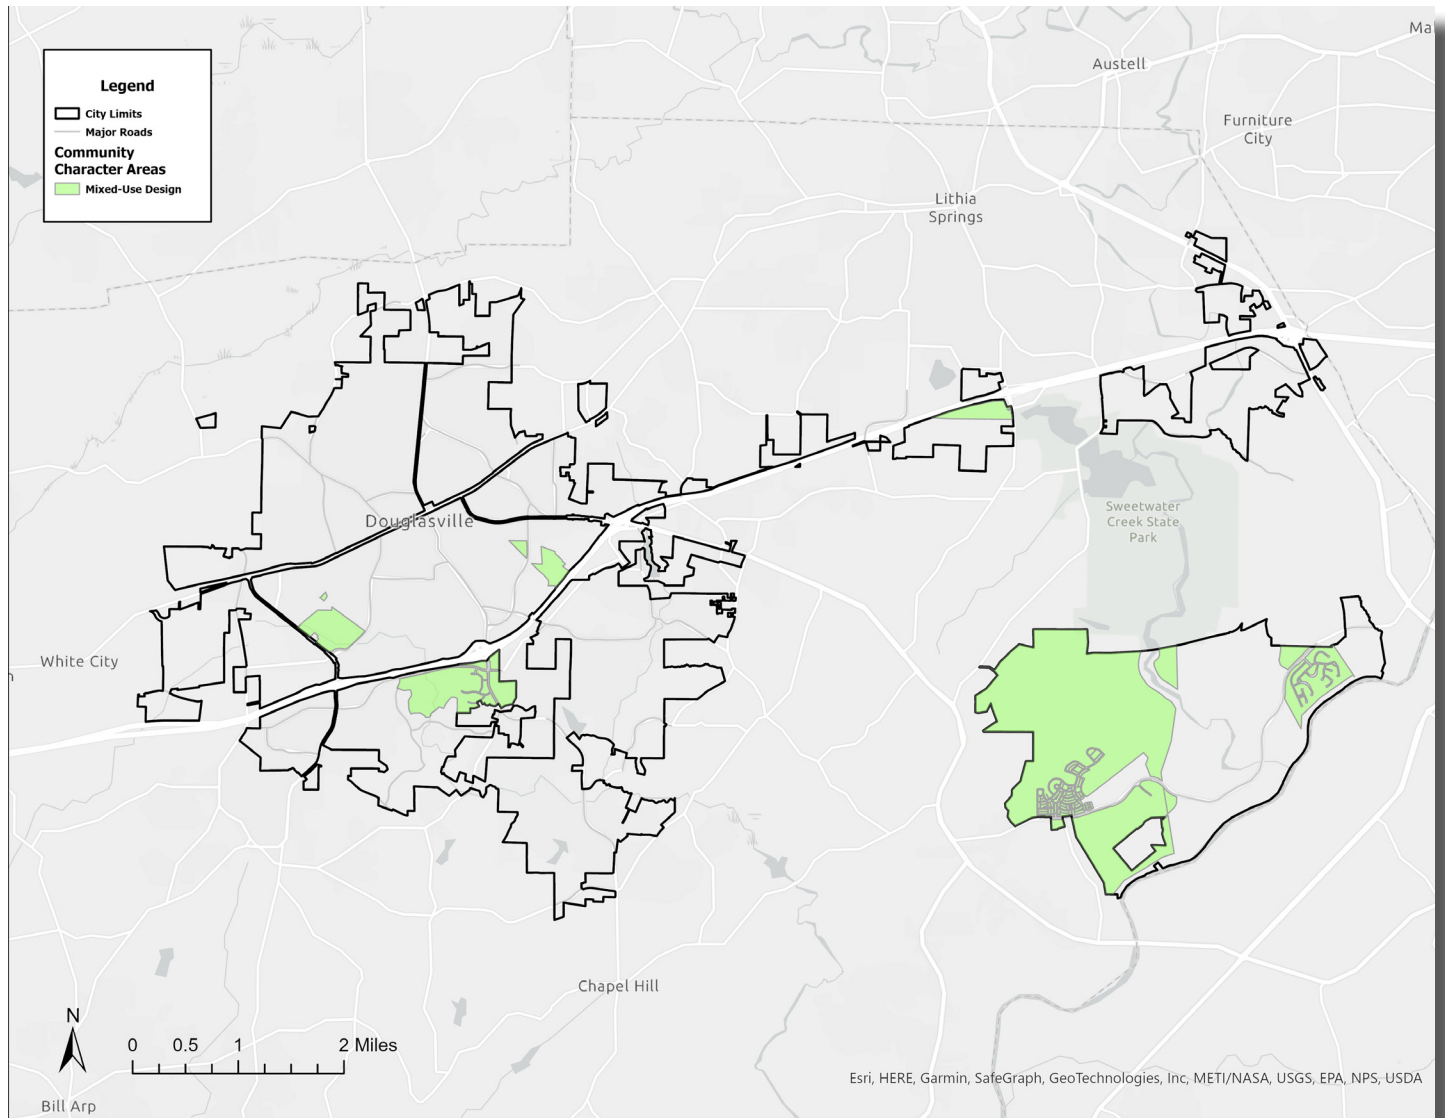 Ma
Austell
Legend
City Limits
Major Roads
Community
Character Areas
Mixed-Use Design
Furniture
City
Lithia
Springs
Sweetwater
Creek State
Park
Douglasville
White City
n
Chapel Hill
N
0 0.5 1 2 Miles
Esri, HERE, Garmin, SafeGraph, GeoTechnologies, Inc, METI/NASA, USGS, EPA, NPS, USDA
Bill Arp